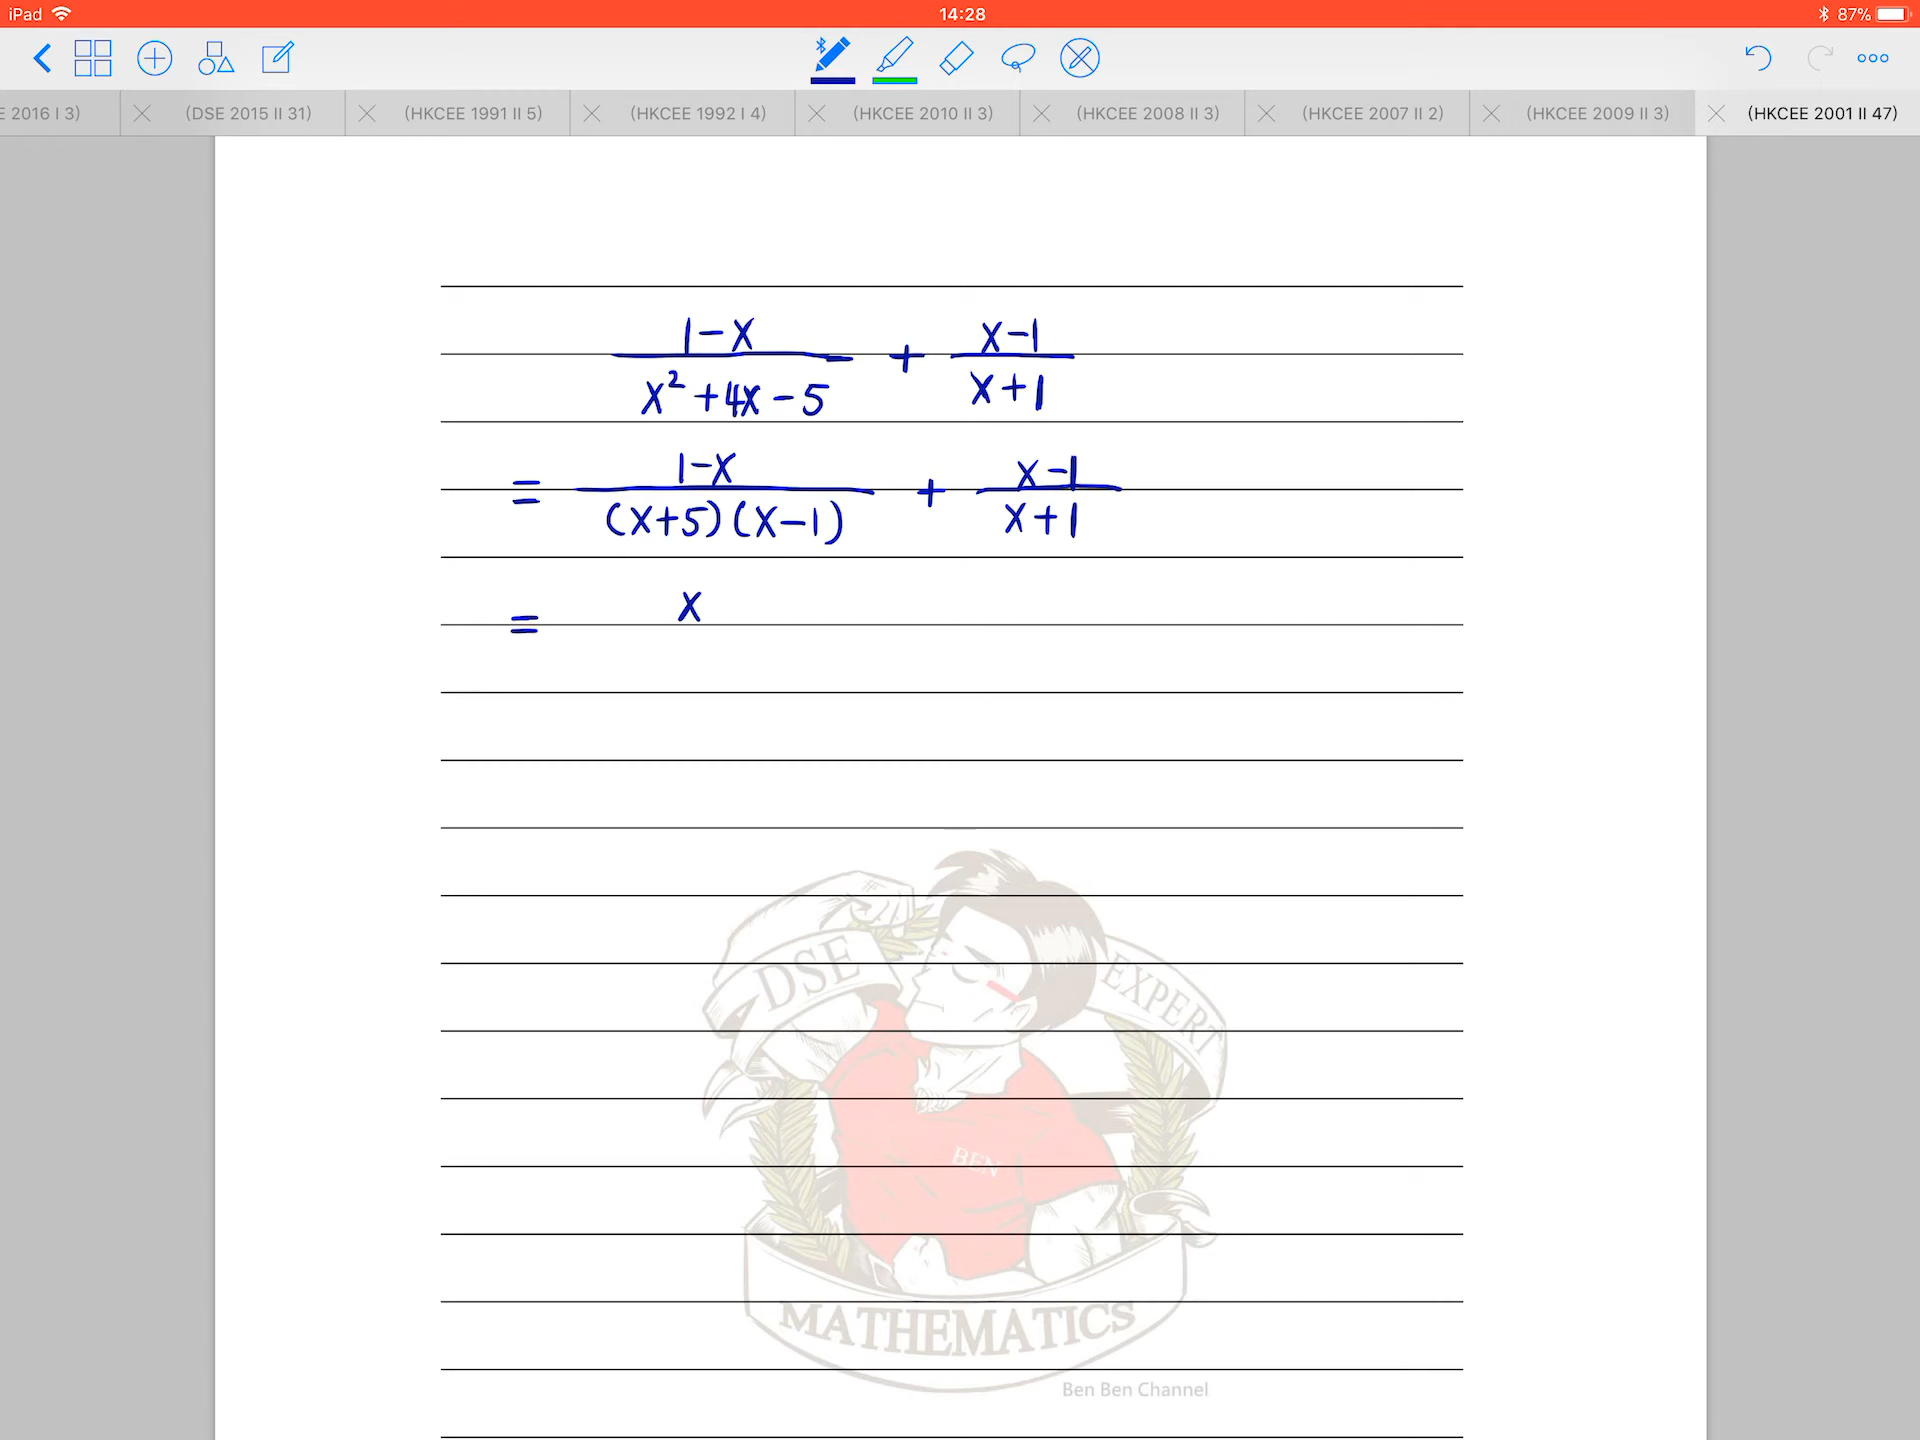 iPad 14:28 87%
E 2016 I 3) (DSE 2015 II 31) (HKCEE 1991 II 5) (HKCEE 1992 I 4) (HKCEE 2010 II 3) (HKCEE 2008 II 3) (HKCEE 2007 II 2) (HKCEE 2009 II 3) (HKCEE 2001 II 47)
1-x x-1
+
x²+4x-5 x+1
1-x x-1
= +
(x+5)(x-1) x+1
x
=
DSE EXPERT
BEN
MATHEMATICS
Ben Ben Channel